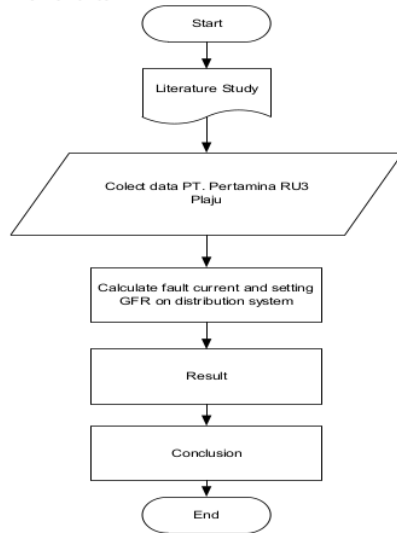 Start
Literature Study
Colect data PT. Pertamina RU3
Plaju
Calculate fault current and setting
GFR on distribution system
Result
Conclusion
End